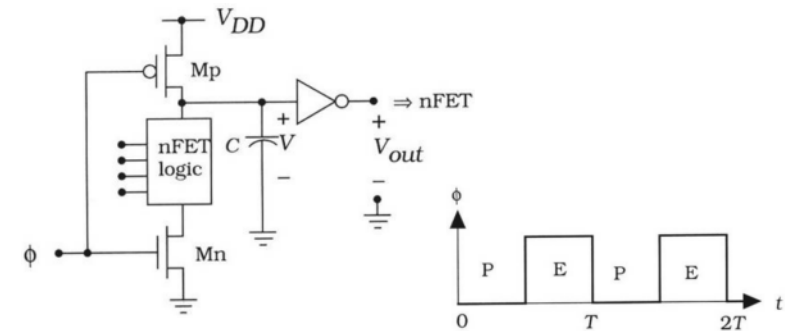 V_DD
Mp
⇒ nFET
nFET
logic
C
+
V
−
+
V_out
−
ϕ
Mn
ϕ
P
E
P
E
t
0
T
2T